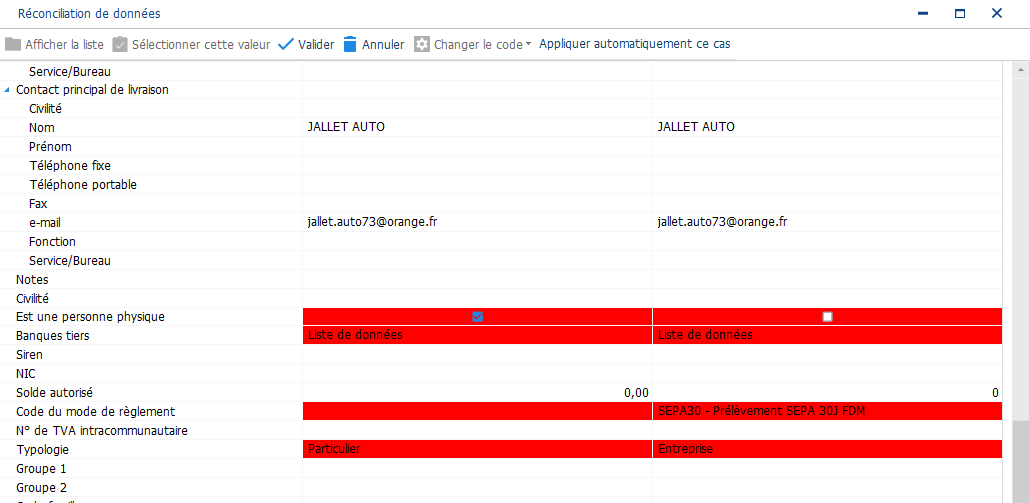 Réconciliation de données
Afficher la liste Sélectionner cette valeur Valider Annuler Changer le code Appliquer automatiquement ce cas
Service/Bureau
Contact principal de livraison
Civilité
Nom JALLET AUTO JALLET AUTO
Prénom
Téléphone fixe
Téléphone portable
Fax
e-mail jallet.auto73@orange.fr jallet.auto73@orange.fr
Fonction
Service/Bureau
Notes
Civilité
Est une personne physique
Banques tiers Liste de données Liste de données
Siren
NIC
Solde autorisé 0,00 0
Code du mode de règlement SEPA30 - Prélèvement SEPA 30J FDM
N° de TVA intracommunautaire
Typologie Particulier Entreprise
Groupe 1
Groupe 2